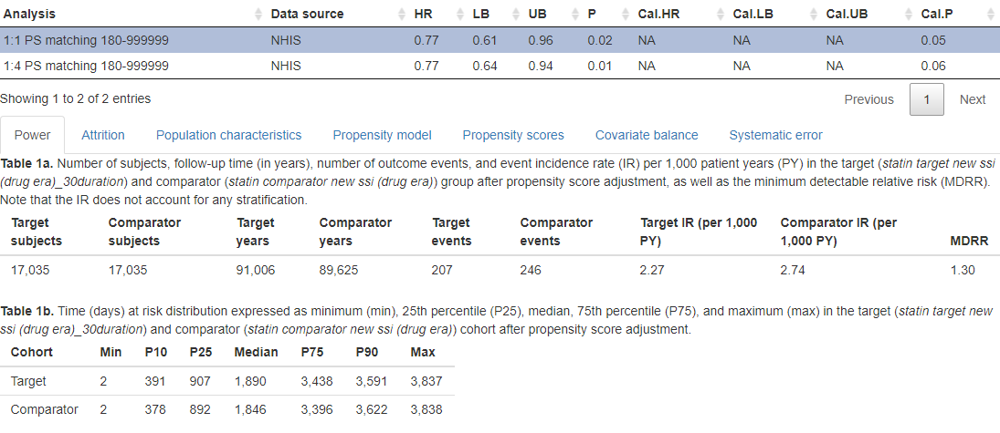 Analysis Data source HR LB UB P Cal.HR Cal.LB Cal.UB Cal.P
1:1 PS matching 180-999999 NHIS 0.77 0.61 0.96 0.02 NA NA NA 0.05
1:4 PS matching 180-999999 NHIS 0.77 0.64 0.94 0.01 NA NA NA 0.06
Showing 1 to 2 of 2 entries Previous 1 Next
Power Attrition Population characteristics Propensity model Propensity scores Covariate balance Systematic error
Table 1a. Number of subjects, follow-up time (in years), number of outcome events, and event incidence rate (IR) per 1,000 patient years (PY) in the target (statin target new ssi
(drug era)_30duration) and comparator (statin comparator new ssi (drug era)) group after propensity score adjustment, as well as the minimum detectable relative risk (MDRR).
Note that the IR does not account for any stratification.
Target Comparator Target Comparator Target Comparator Target IR (per 1,000 Comparator IR (per
subjects subjects years years events events PY) 1,000 PY) MDRR
17,035 17,035 91,006 89,625 207 246 2.27 2.74 1.30
Table 1b. Time (days) at risk distribution expressed as minimum (min), 25th percentile (P25), median, 75th percentile (P75), and maximum (max) in the target (statin target new
ssi (drug era)_30duration) and comparator (statin comparator new ssi (drug era)) cohort after propensity score adjustment.
Cohort Min P10 P25 Median P75 P90 Max
Target 2 391 907 1,890 3,438 3,591 3,837
Comparator 2 378 892 1,846 3,396 3,622 3,838